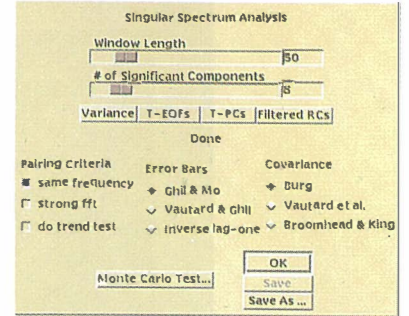 Singular Spectrum Analysis
Window Length
50
# of Significant Components
8
Variance T-EOFs T-PCs Filtered RCs
Done
Pairing Criteria
same frequency
strong fft
do trend test
Error Bars
Ghil & Mo
Vautard & Ghil
Inverse lag-one
Covariance
Burg
Vautard et al.
Broomhead & King
Monte Carlo Test...
OK
Save
Save As ...